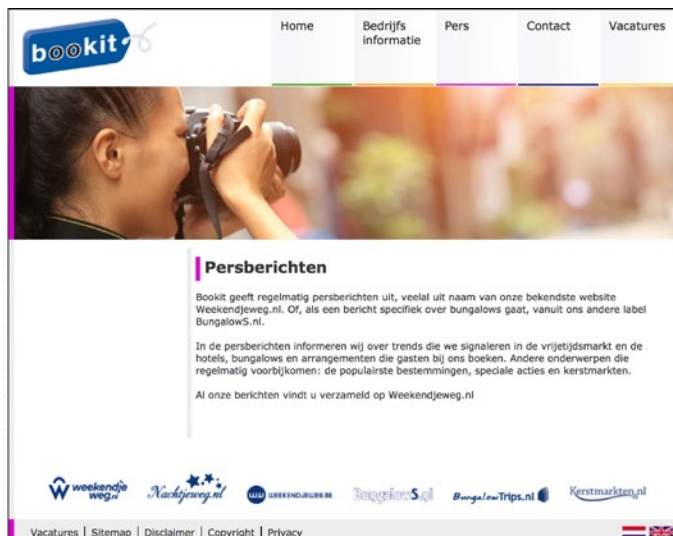 bookit
Home
Bedrijfs
informatie
Pers
Contact
Vacatures
Persberichten
Bookit geeft regelmatig persberichten uit, veelal uit naam van onze bekendste website
Weekendjeweg.nl. Of, als een bericht specifiek over bungalows gaat, vanuit ons andere label
BungalowS.nl.
In de persberichten informeren wij over trends die we signaleren in de vrijetijdsmarkt en de
hotels, bungalows en arrangementen die gasten bij ons boeken. Andere onderwerpen die
regelmatig voorbijkomen: de populairste bestemmingen, speciale acties en kerstmarkten.
Al onze berichten vindt u verzameld op Weekendjeweg.nl
weekendje
weg.nl
Nachtjeweg.nl
WEEKENDJEWEB.BE
BungalowS.nl
BungalowTrips.nl
Kerstmarkten.nl
Vacatures | Sitemap | Disclaimer | Copyright | Privacy